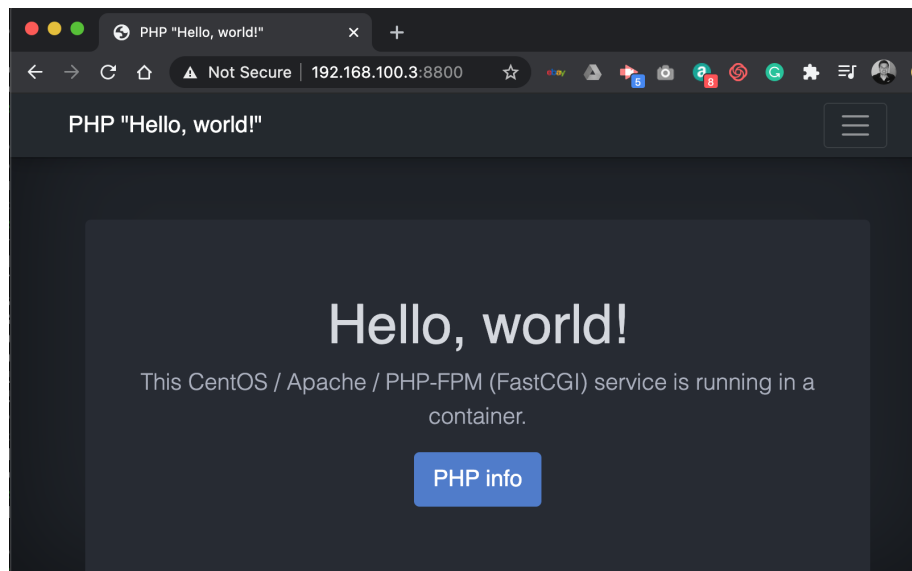 PHP "Hello, world!"
Not Secure 192.168.100.3:8800
ebay
5
8
PHP "Hello, world!"
Hello, world!
This CentOS / Apache / PHP-FPM (FastCGI) service is running in a
container.
PHP info